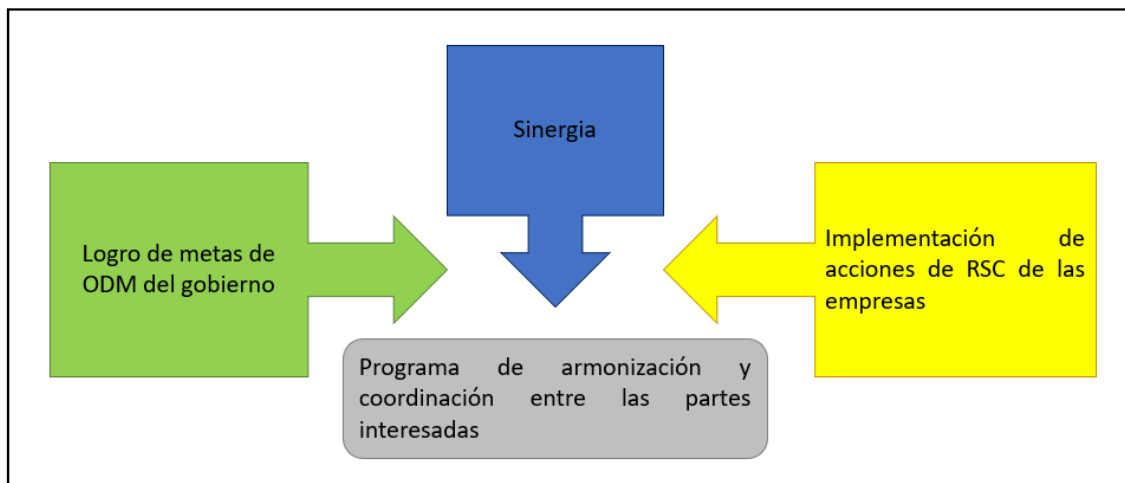 Sinergia
Logro de metas de
ODM del gobierno
Implementación de
acciones de RSC de las
empresas
Programa de armonización y
coordinación entre las partes
interesadas